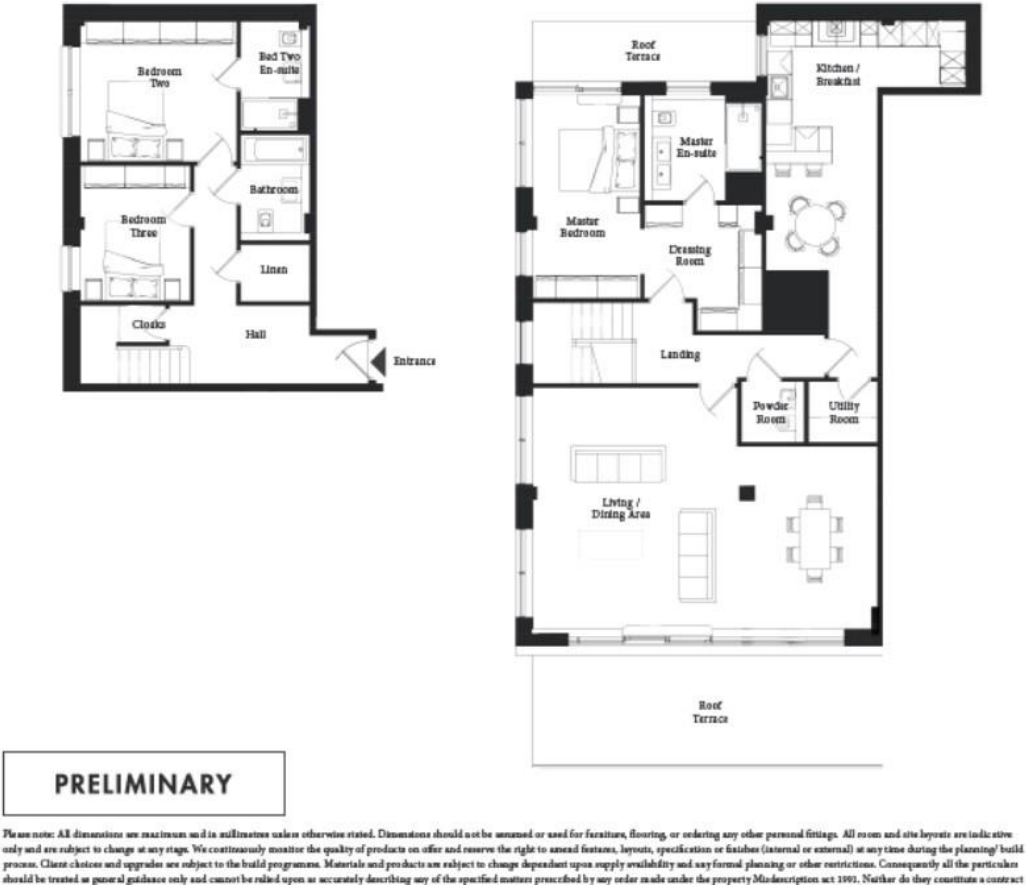 Roof
Terrace
Bed Two
En-suite
Bedroom
Two
Kitchen /
Breakfast
Master
En-suite
Bathroom
Bedroom
Three
Master
Bedroom
Dressing
Room
Linen
Cloaks
Hall
Entrance
Landing
Powder
Room
Utility
Room
Living /
Dining Area
Roof
Terrace
PRELIMINARY
Please note: All dimensions are maximum and in millimetres unless otherwise stated. Dimensions should not be assumed or used for furniture, flooring, or ordering any other personal fittings. All room and site layouts are indicative
only and are subject to change at any stage. We continuously monitor the quality of products on offer and reserve the right to amend features, layouts, specification or finishes (internal or external) at any time during the planning/ build
process. Client choices and upgrades are subject to the build programme. Materials and products are subject to change dependant upon supply availability and any formal planning or other restrictions. Consequently all the particulars
should be treated as general guidance only and cannot be relied upon as accurately describing any of the specified matters prescribed by any order made under the property Misdescription act 1991. Neither do they constitute a contract